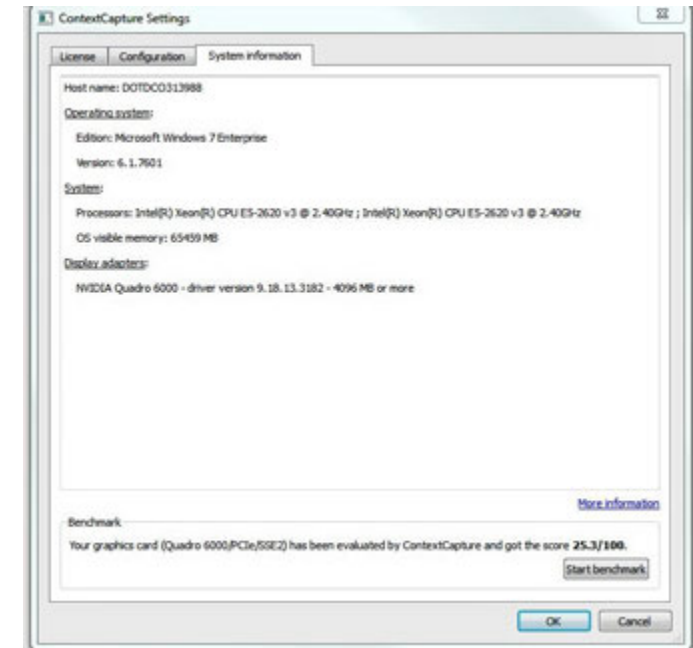 ContextCapture Settings
License Configuration System information
Host name: DOTDCO313988
Operating system:
Edition: Microsoft Windows 7 Enterprise
Version: 6.1.7601
System:
Processors: Intel(R) Xeon(R) CPU E5-2620 v3 @ 2.40GHz ; Intel(R) Xeon(R) CPU E5-2620 v3 @ 2.40GHz
OS visible memory: 65459 MB
Display adapters:
NVIDIA Quadro 6000 - driver version 9.18.13.3182 - 4096 MB or more
More information
Benchmark
Your graphics card (Quadro 6000/PCIe/SSE2) has been evaluated by ContextCapture and got the score 25.3/100.
Start benchmark
OK Cancel